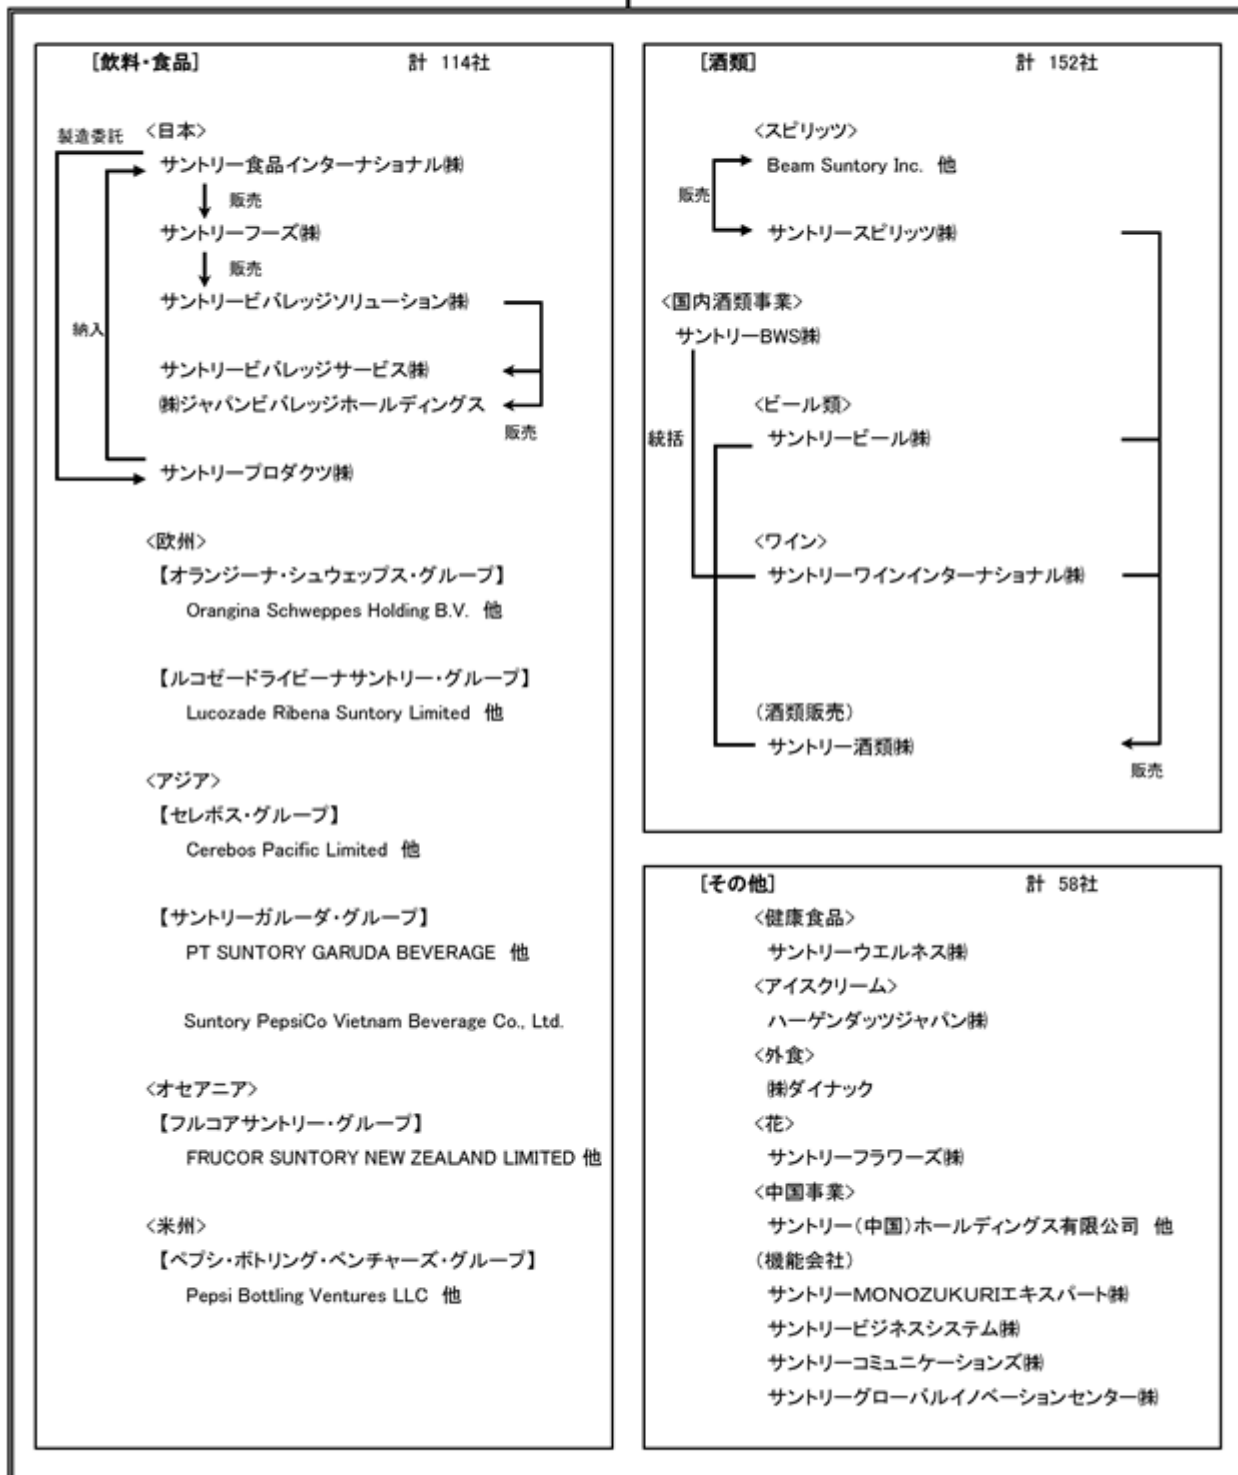 [飲料・食品] 計 114社
製造委託
<日本>
サントリー食品インターナショナル㈱
販売
サントリーフーズ㈱
販売
サントリービバレッジソリューション㈱
納入
サントリービバレッジサービス㈱
㈱ジャパンビバレッジホールディングス
販売
サントリープロダクツ㈱
<欧州>
【オランジーナ・シュウェップス・グループ】
Orangina Schweppes Holding B.V. 他
【ルコゼードライビーナサントリー・グループ】
Lucozade Ribena Suntory Limited 他
<アジア>
【セレボス・グループ】
Cerebos Pacific Limited 他
【サントリーガルーダ・グループ】
PT SUNTORY GARUDA BEVERAGE 他
Suntory PepsiCo Vietnam Beverage Co., Ltd.
<オセアニア>
【フルコアサントリー・グループ】
FRUCOR SUNTORY NEW ZEALAND LIMITED 他
<米州>
【ペプシ・ボトリング・ベンチャーズ・グループ】
Pepsi Bottling Ventures LLC 他
[酒類] 計 152社
<スピリッツ>
Beam Suntory Inc. 他
販売
サントリースピリッツ㈱
<国内酒類事業>
サントリーBWS㈱
<ビール類>
統括
サントリービール㈱
<ワイン>
サントリーワインインターナショナル㈱
(酒類販売)
サントリー酒類㈱
販売
[その他] 計 58社
<健康食品>
サントリーウエルネス㈱
<アイスクリーム>
ハーゲンダッツジャパン㈱
<外食>
㈱ダイナック
<花>
サントリーフラワーズ㈱
<中国事業>
サントリー(中国)ホールディングス有限公司 他
(機能会社)
サントリーMONOZUKURIエキスパート㈱
サントリービジネスシステム㈱
サントリーコミュニケーションズ㈱
サントリーグローバルイノベーションセンター㈱